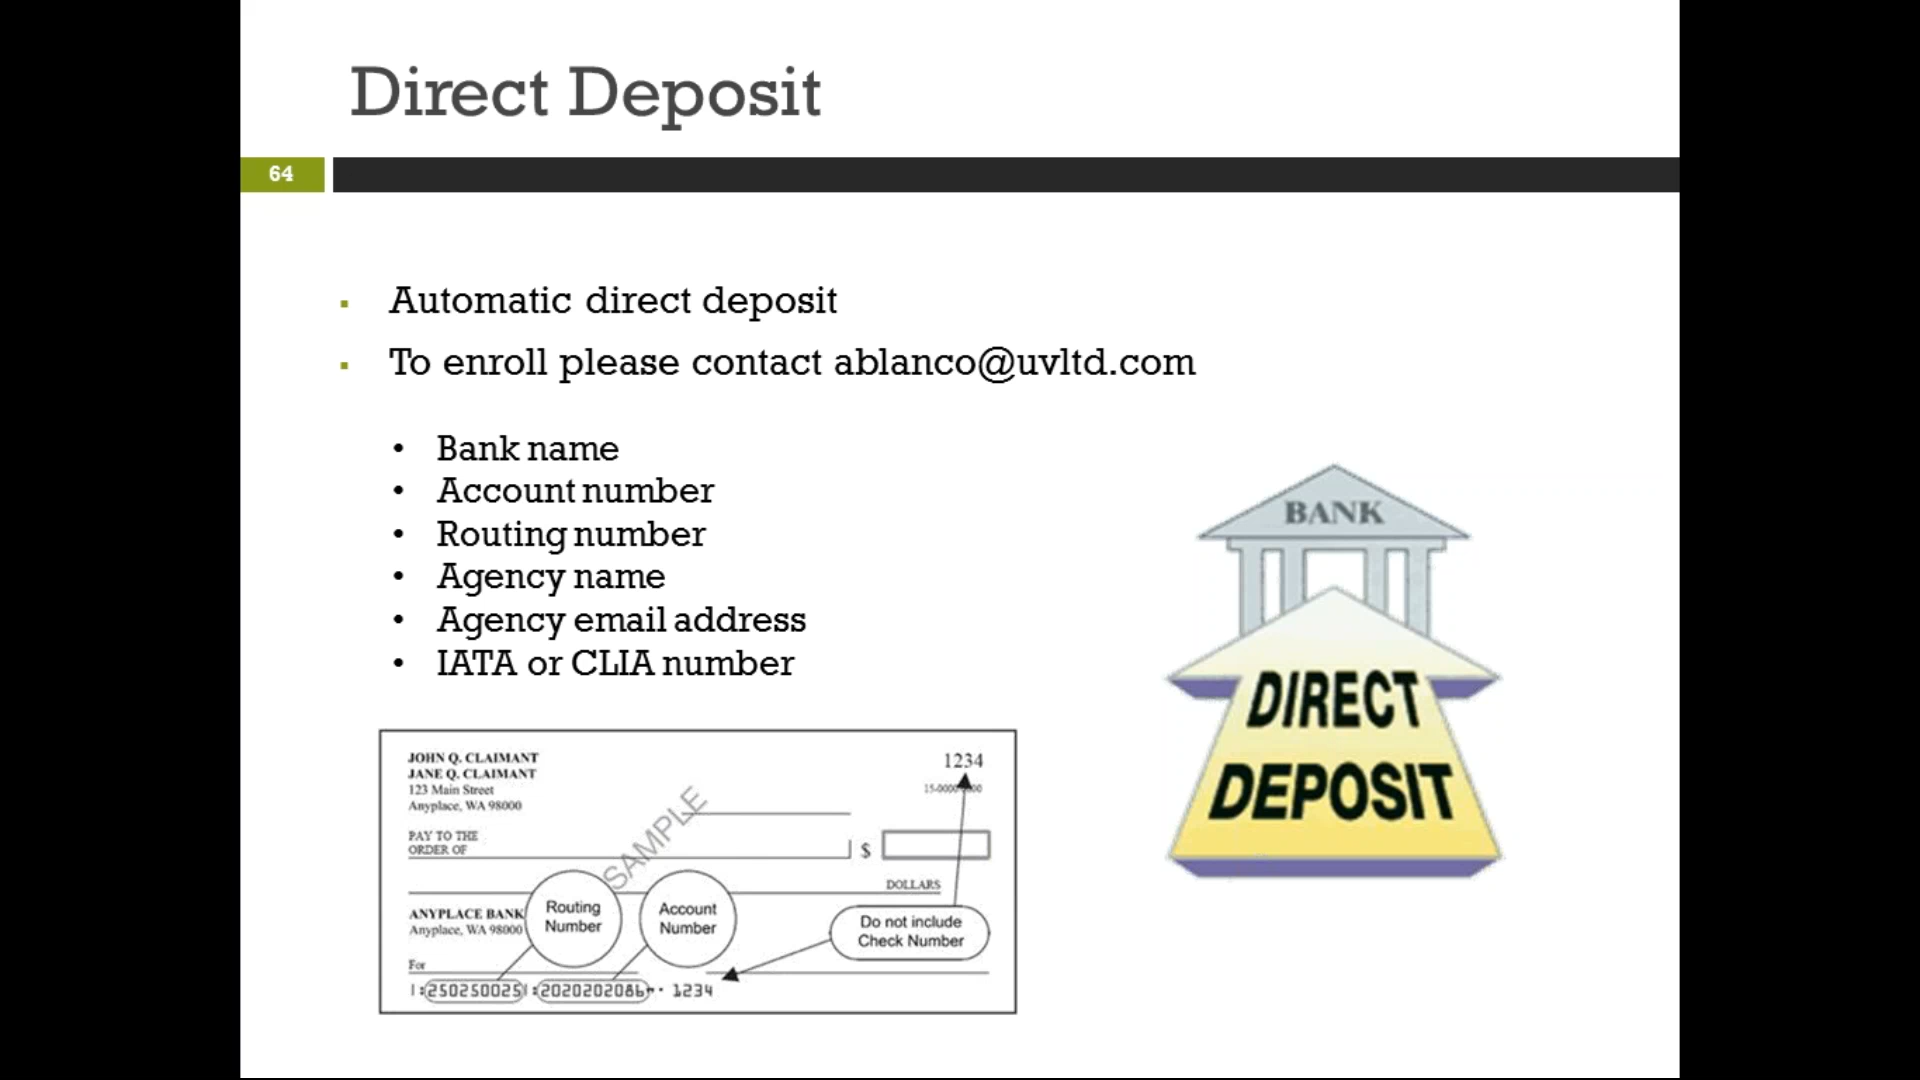 Direct Deposit
64
Automatic direct deposit
To enroll please contact ablanco@uvltd.com
• Bank name
• Account number
• Routing number
• Agency name
• Agency email address
• IATA or CLIA number
BANK
DIRECT
DEPOSIT
JOHN Q. CLAIMANT
JANE Q. CLAIMANT
123 Main Street
Anyplace, WA 98000
1234
PAY TO THE
ORDER OF
$
SAMPLE
DOLLARS
ANYPLACE BANK
Anyplace, WA 98000
Routing
Number
Account
Number
Do not include
Check Number
For
250250025 2020202086 1234